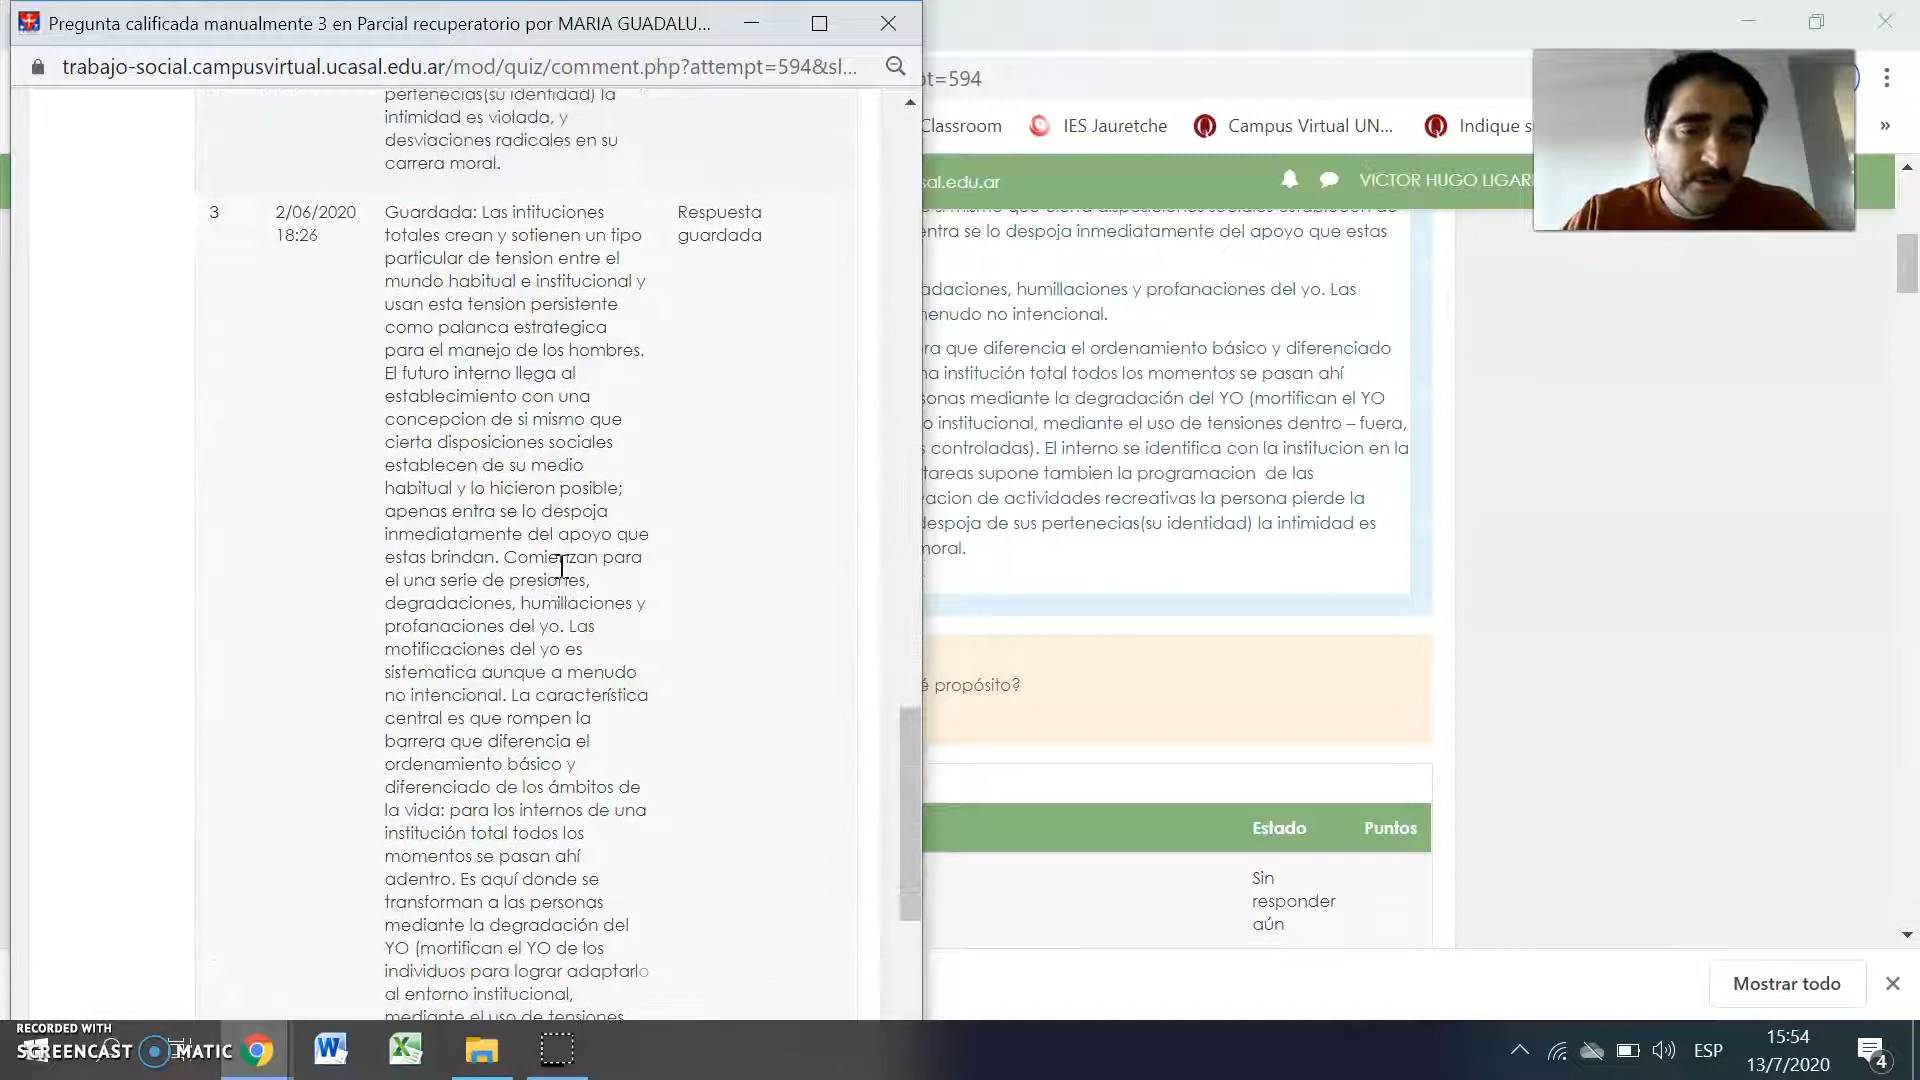 Pregunta calificada manualmente 3 en Parcial recuperatorio por MARIA GUADALU...
trabajo-social.campusvirtual.ucasal.edu.ar/mod/quiz/comment.php?attempt=594&sl...
pertenecias(su identidad) la
intimidad es violada, y
desviaciones radicales en su
carrera moral.
3
2/06/2020
18:26
Guardada: Las intituciones
totales crean y sotienen un tipo
particular de tension entre el
mundo habitual e institucional y
usan esta tension persistente
como palanca estrategica
para el manejo de los hombres.
El futuro interno llega al
establecimiento con una
concepcion de si mismo que
cierta disposiciones sociales
establecen de su medio
habitual y lo hicieron posible;
apenas entra se lo despoja
inmediatamente del apoyo que
estas brindan. Comienzan para
el una serie de presiones,
degradaciones, humillaciones y
profanaciones del yo. Las
motificaciones del yo es
sistematica aunque a menudo
no intencional. La característica
central es que rompen la
barrera que diferencia el
ordenamiento básico y
diferenciado de los ámbitos de
la vida: para los internos de una
institución total todos los
momentos se pasan ahí
adentro. Es aquí donde se
transforman a las personas
mediante la degradación del
YO (mortifican el YO de los
individuos para lograr adaptarlo
al entorno institucional,
mediante el uso de tensiones
Respuesta
guardada
pt=594
Classroom
IES Jauretche
Campus Virtual UN...
Indique s
»
sal.edu.ar
VICTOR HUGO LIGAR
entra se lo despoja inmediatamente del apoyo que estas
adaciones, humillaciones y profanaciones del yo. Las
menudo no intencional.
ra que diferencia el ordenamiento básico y diferenciado
na institución total todos los momentos se pasan ahí
sonas mediante la degradación del YO (mortifican el YO
o institucional, mediante el uso de tensiones dentro – fuera,
s controladas). El interno se identifica con la institucion en la
tareas supone tambien la programacion de las
vacion de actividades recreativas la persona pierde la
despoja de sus pertenecias(su identidad) la intimidad es
moral.
é propósito?
Estado
Puntos
Sin
responder
aún
Mostrar todo
RECORDED WITH
SCREENCAST MATIC
ESP
15:54
13/7/2020
4